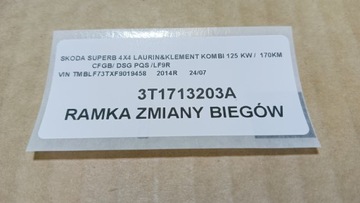 SKODA SUPERB 4X4 LAURIN&KLEMENT KOMBI 125 KW / 170KM
CFGB/ DSG PQS /LF9R
VIN TMBLF73TXF9019458 2014R 24/07
3T1713203A
RAMKA ZMIANY BIEGÓW